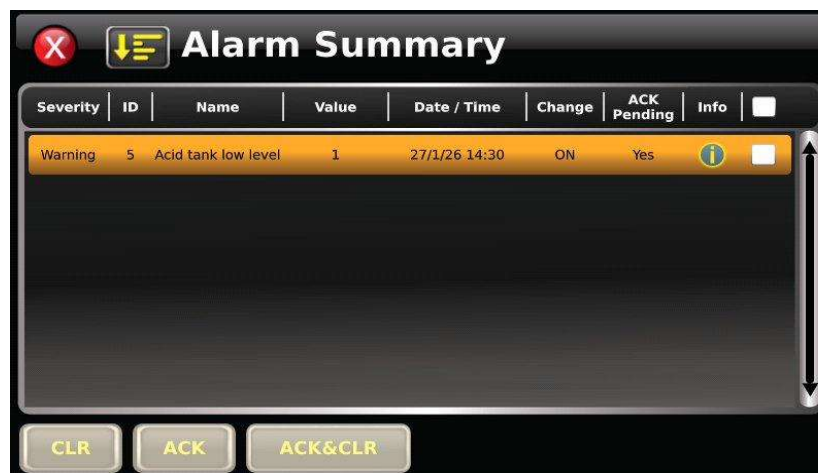 X
Alarm Summary
Severity ID Name Value Date / Time Change ACK Pending Info
Warning 5 Acid tank low level 1 27/1/26 14:30 ON Yes i
CLR ACK ACK&CLR